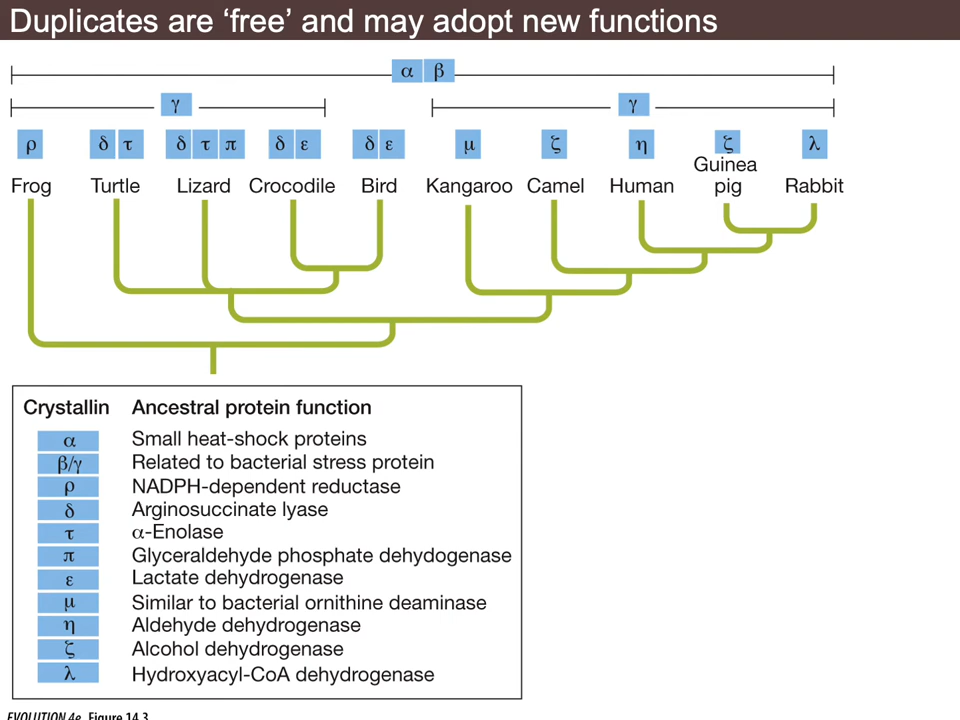 Duplicates are ‘free’ and may adopt new functions
α β
γ γ
ρ δ τ δ τ π δ ε δ ε μ ζ η ζ λ
Frog Turtle Lizard Crocodile Bird Kangaroo Camel Human Guinea pig Rabbit
Crystallin Ancestral protein function
α Small heat-shock proteins
β/γ Related to bacterial stress protein
ρ NADPH-dependent reductase
δ Arginosuccinate lyase
τ α-Enolase
π Glyceraldehyde phosphate dehydogenase
ε Lactate dehydrogenase
μ Similar to bacterial ornithine deaminase
η Aldehyde dehydrogenase
ζ Alcohol dehydrogenase
λ Hydroxyacyl-CoA dehydrogenase
EVOLUTION 4e, Figure 14.3